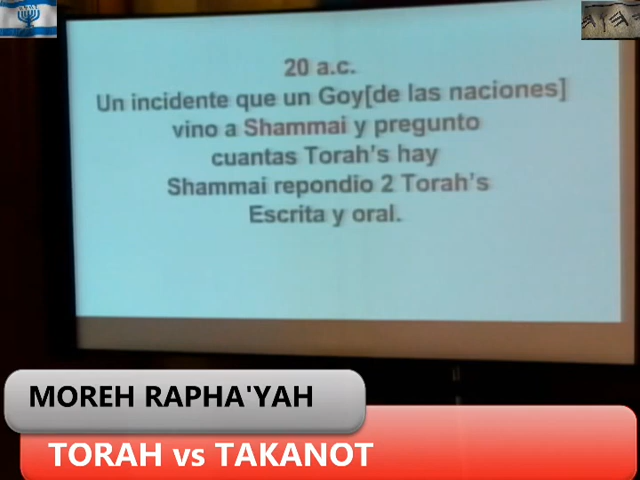 20 a.c.
Un incidente que un Goy[de las naciones]
vino a Shammai y pregunto
cuantas Torah's hay
Shammai repondio 2 Torah's
Escrita y oral.
MOREH RAPHA'YAH
TORAH vs TAKANOT